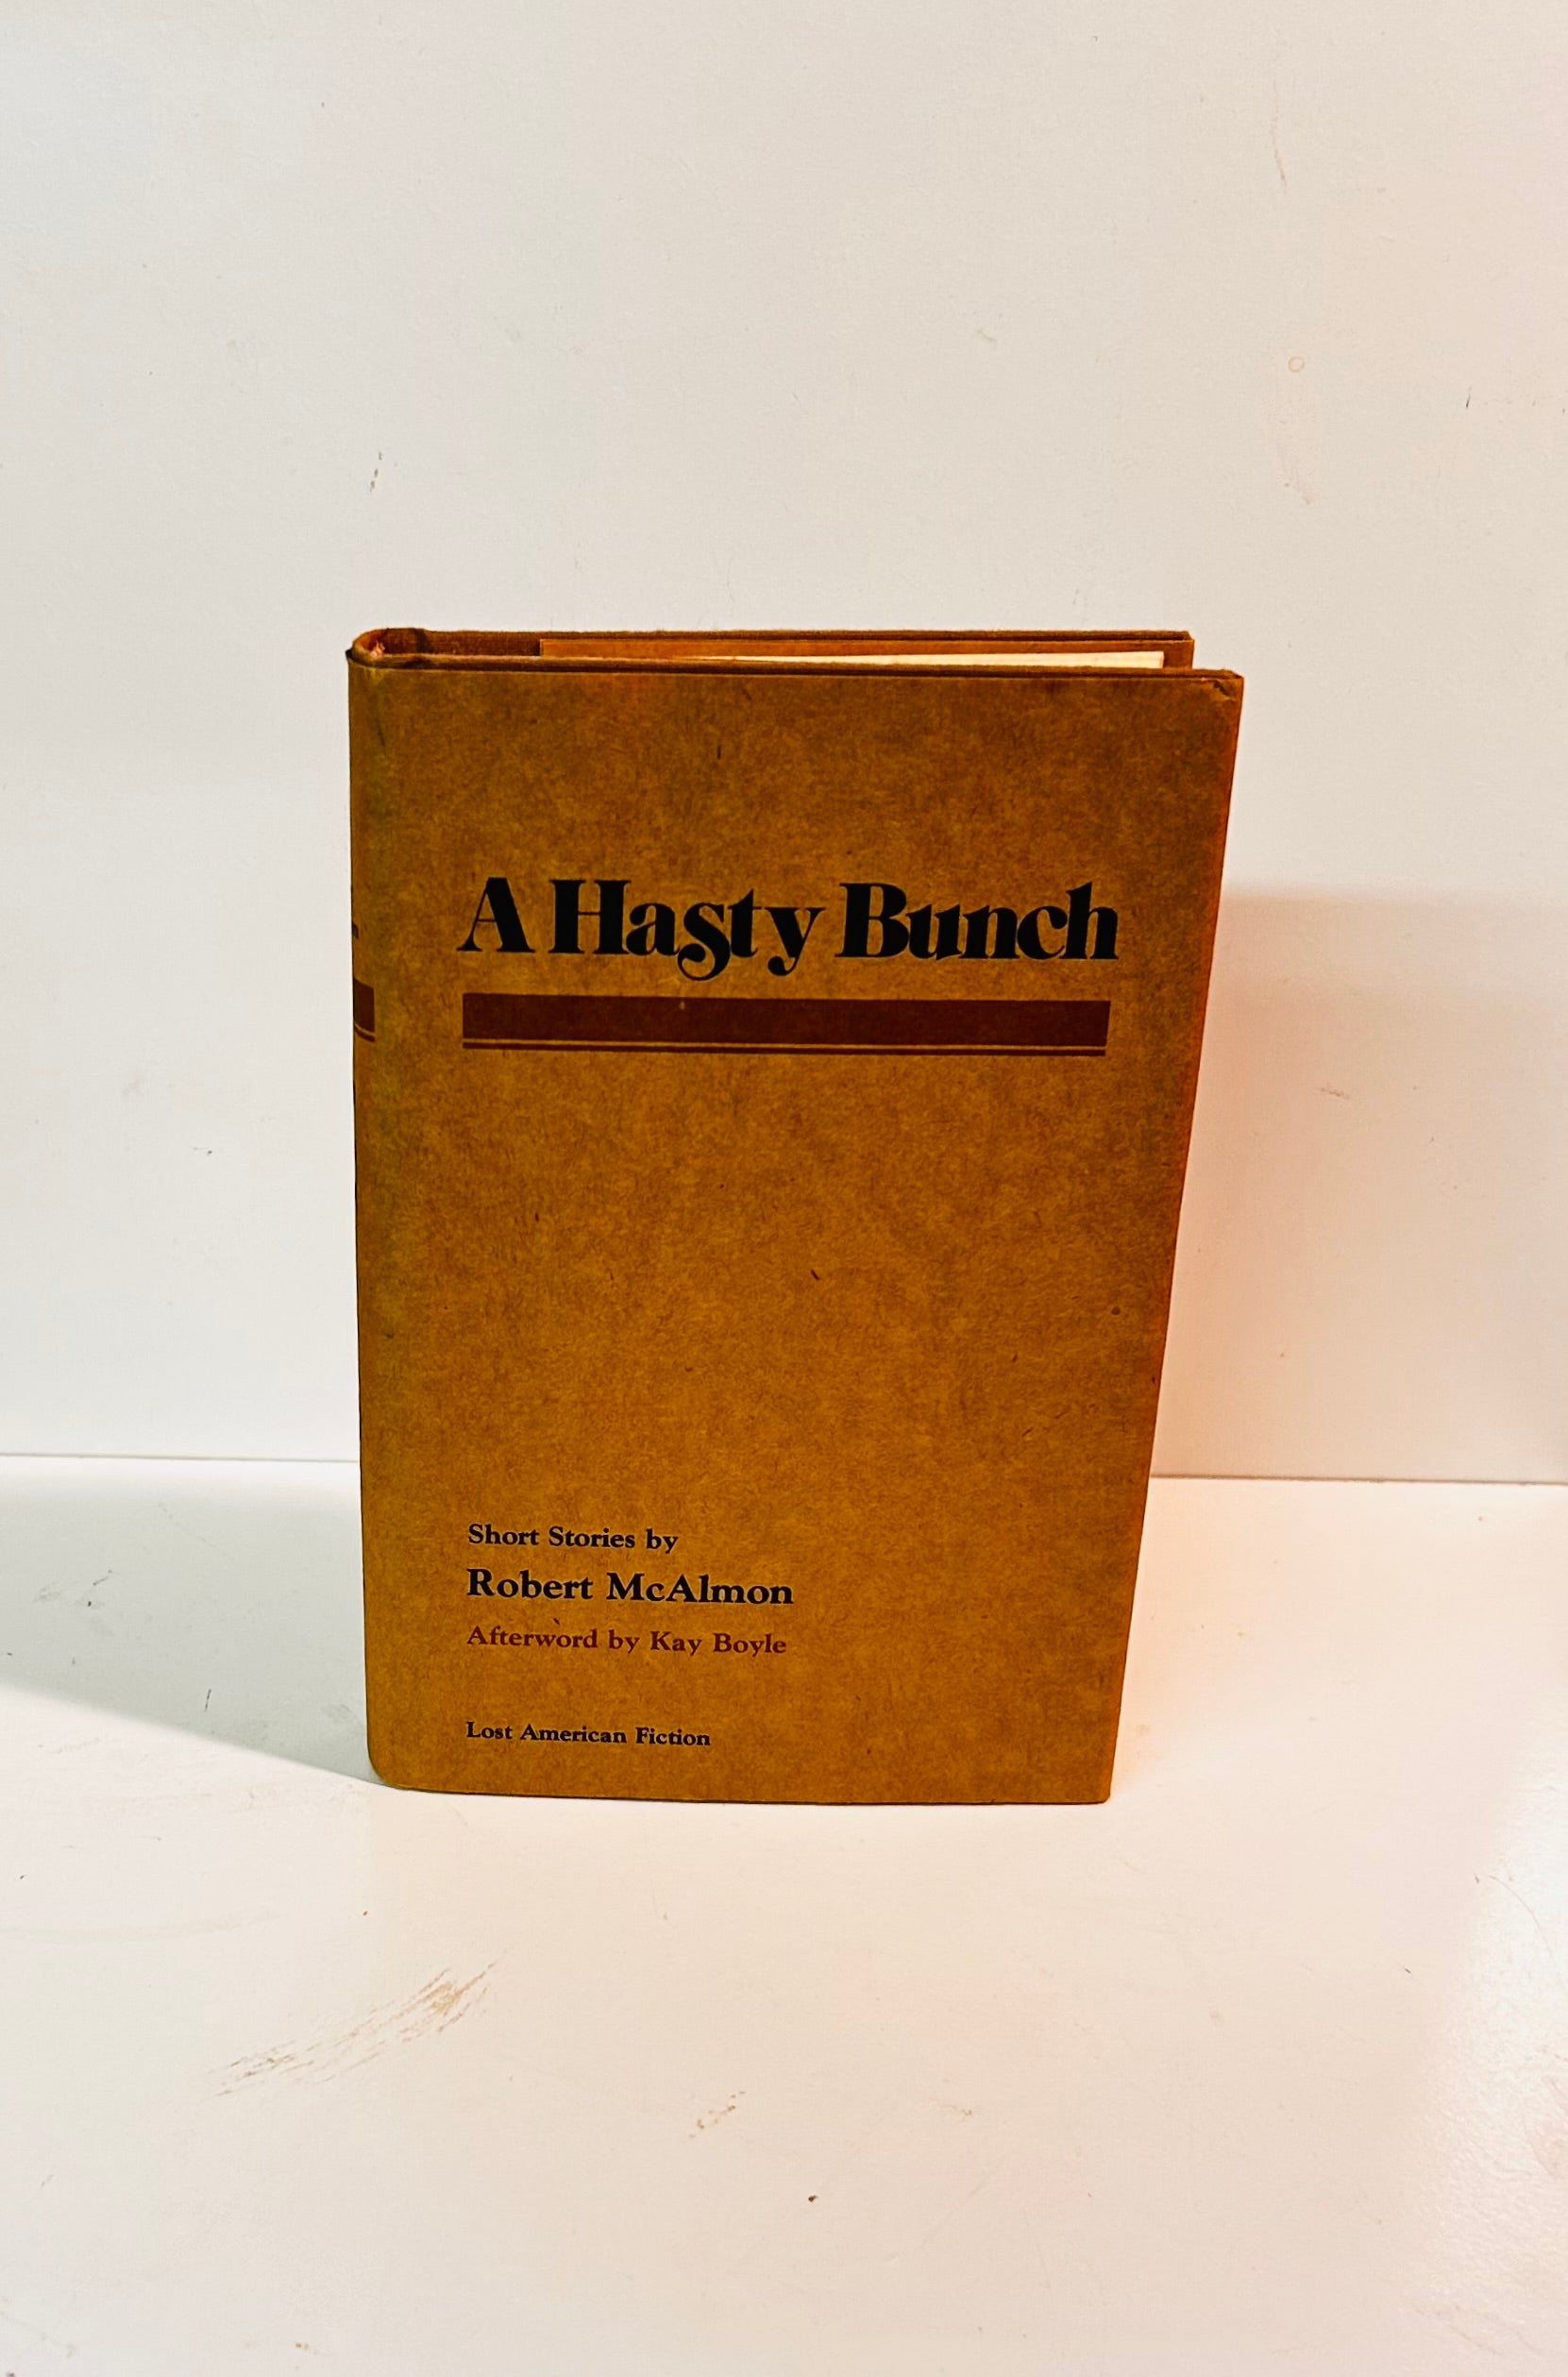 A Hasty Bunch
Short Stories by
Robert McAlmon
Afterword by Kay Boyle
Lost American Fiction